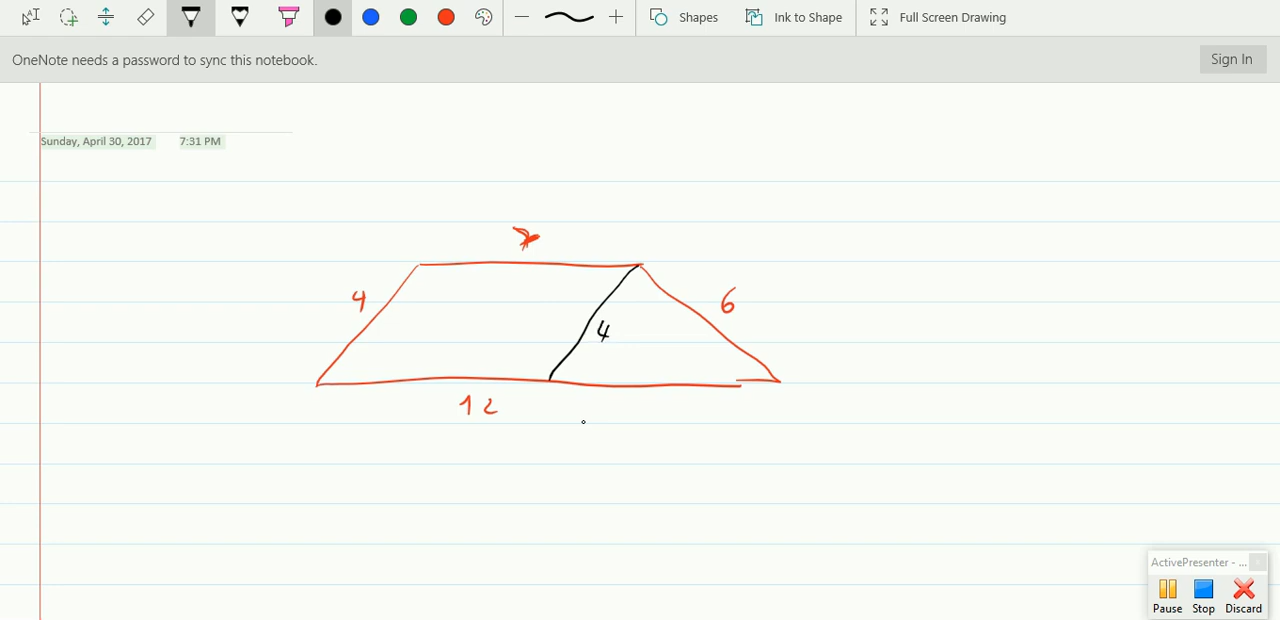 Shapes
Ink to Shape
Full Screen Drawing
OneNote needs a password to sync this notebook.
Sign In
Sunday, April 30, 2017 7:31 PM
4
6
4
12
ActivePresenter - ...
Pause Stop Discard